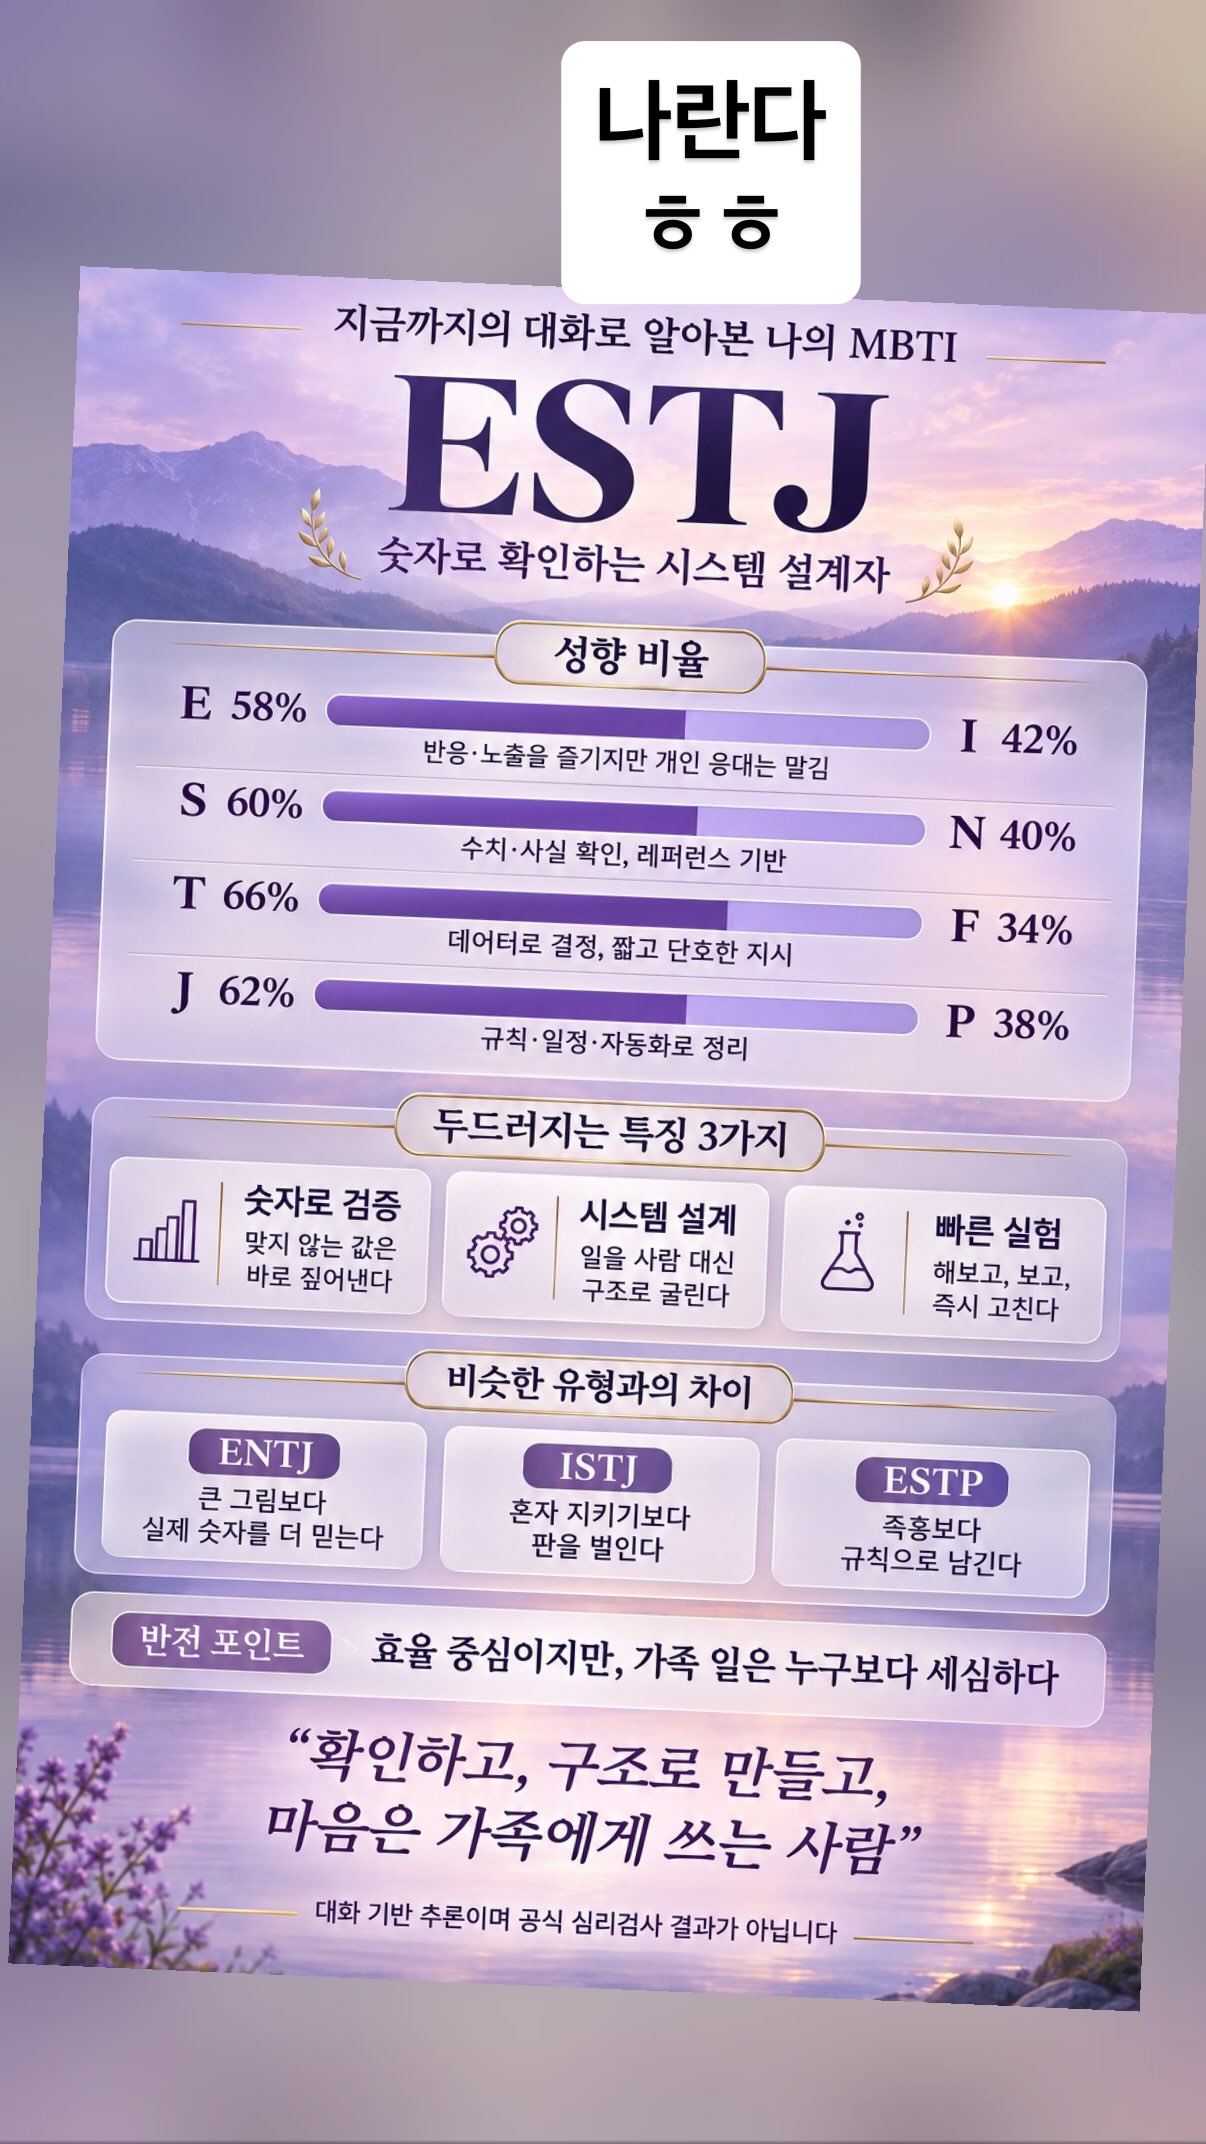 나란다
ㅎㅎ
지금까지의 대화로 알아본 나의 MBTI
ESTJ
숫자로 확인하는 시스템 설계자
성향 비율
E 58% I 42%
반응·노출을 즐기지만 개인 응대는 말김
S 60% N 40%
수치·사실 확인, 레퍼런스 기반
T 66% F 34%
데어터로 결정, 짧고 단호한 지시
J 62% P 38%
규칙·일정·자동화로 정리
두드러지는 특징 3가지
숫자로 검증
맞지 않는 값은
바로 짚어낸다
시스템 설계
일을 사람 대신
구조로 굴린다
빠른 실험
해보고, 보고,
즉시 고친다
비슷한 유형과의 차이
ENTJ
큰 그림보다
실제 숫자를 더 믿는다
ISTJ
혼자 지키기보다
판을 벌인다
ESTP
족홍보다
규칙으로 남긴다
반전 포인트
효율 중심이지만, 가족 일은 누구보다 세심하다
“확인하고, 구조로 만들고,
마음은 가족에게 쓰는 사람”
대화 기반 추론이며 공식 심리검사 결과가 아닙니다